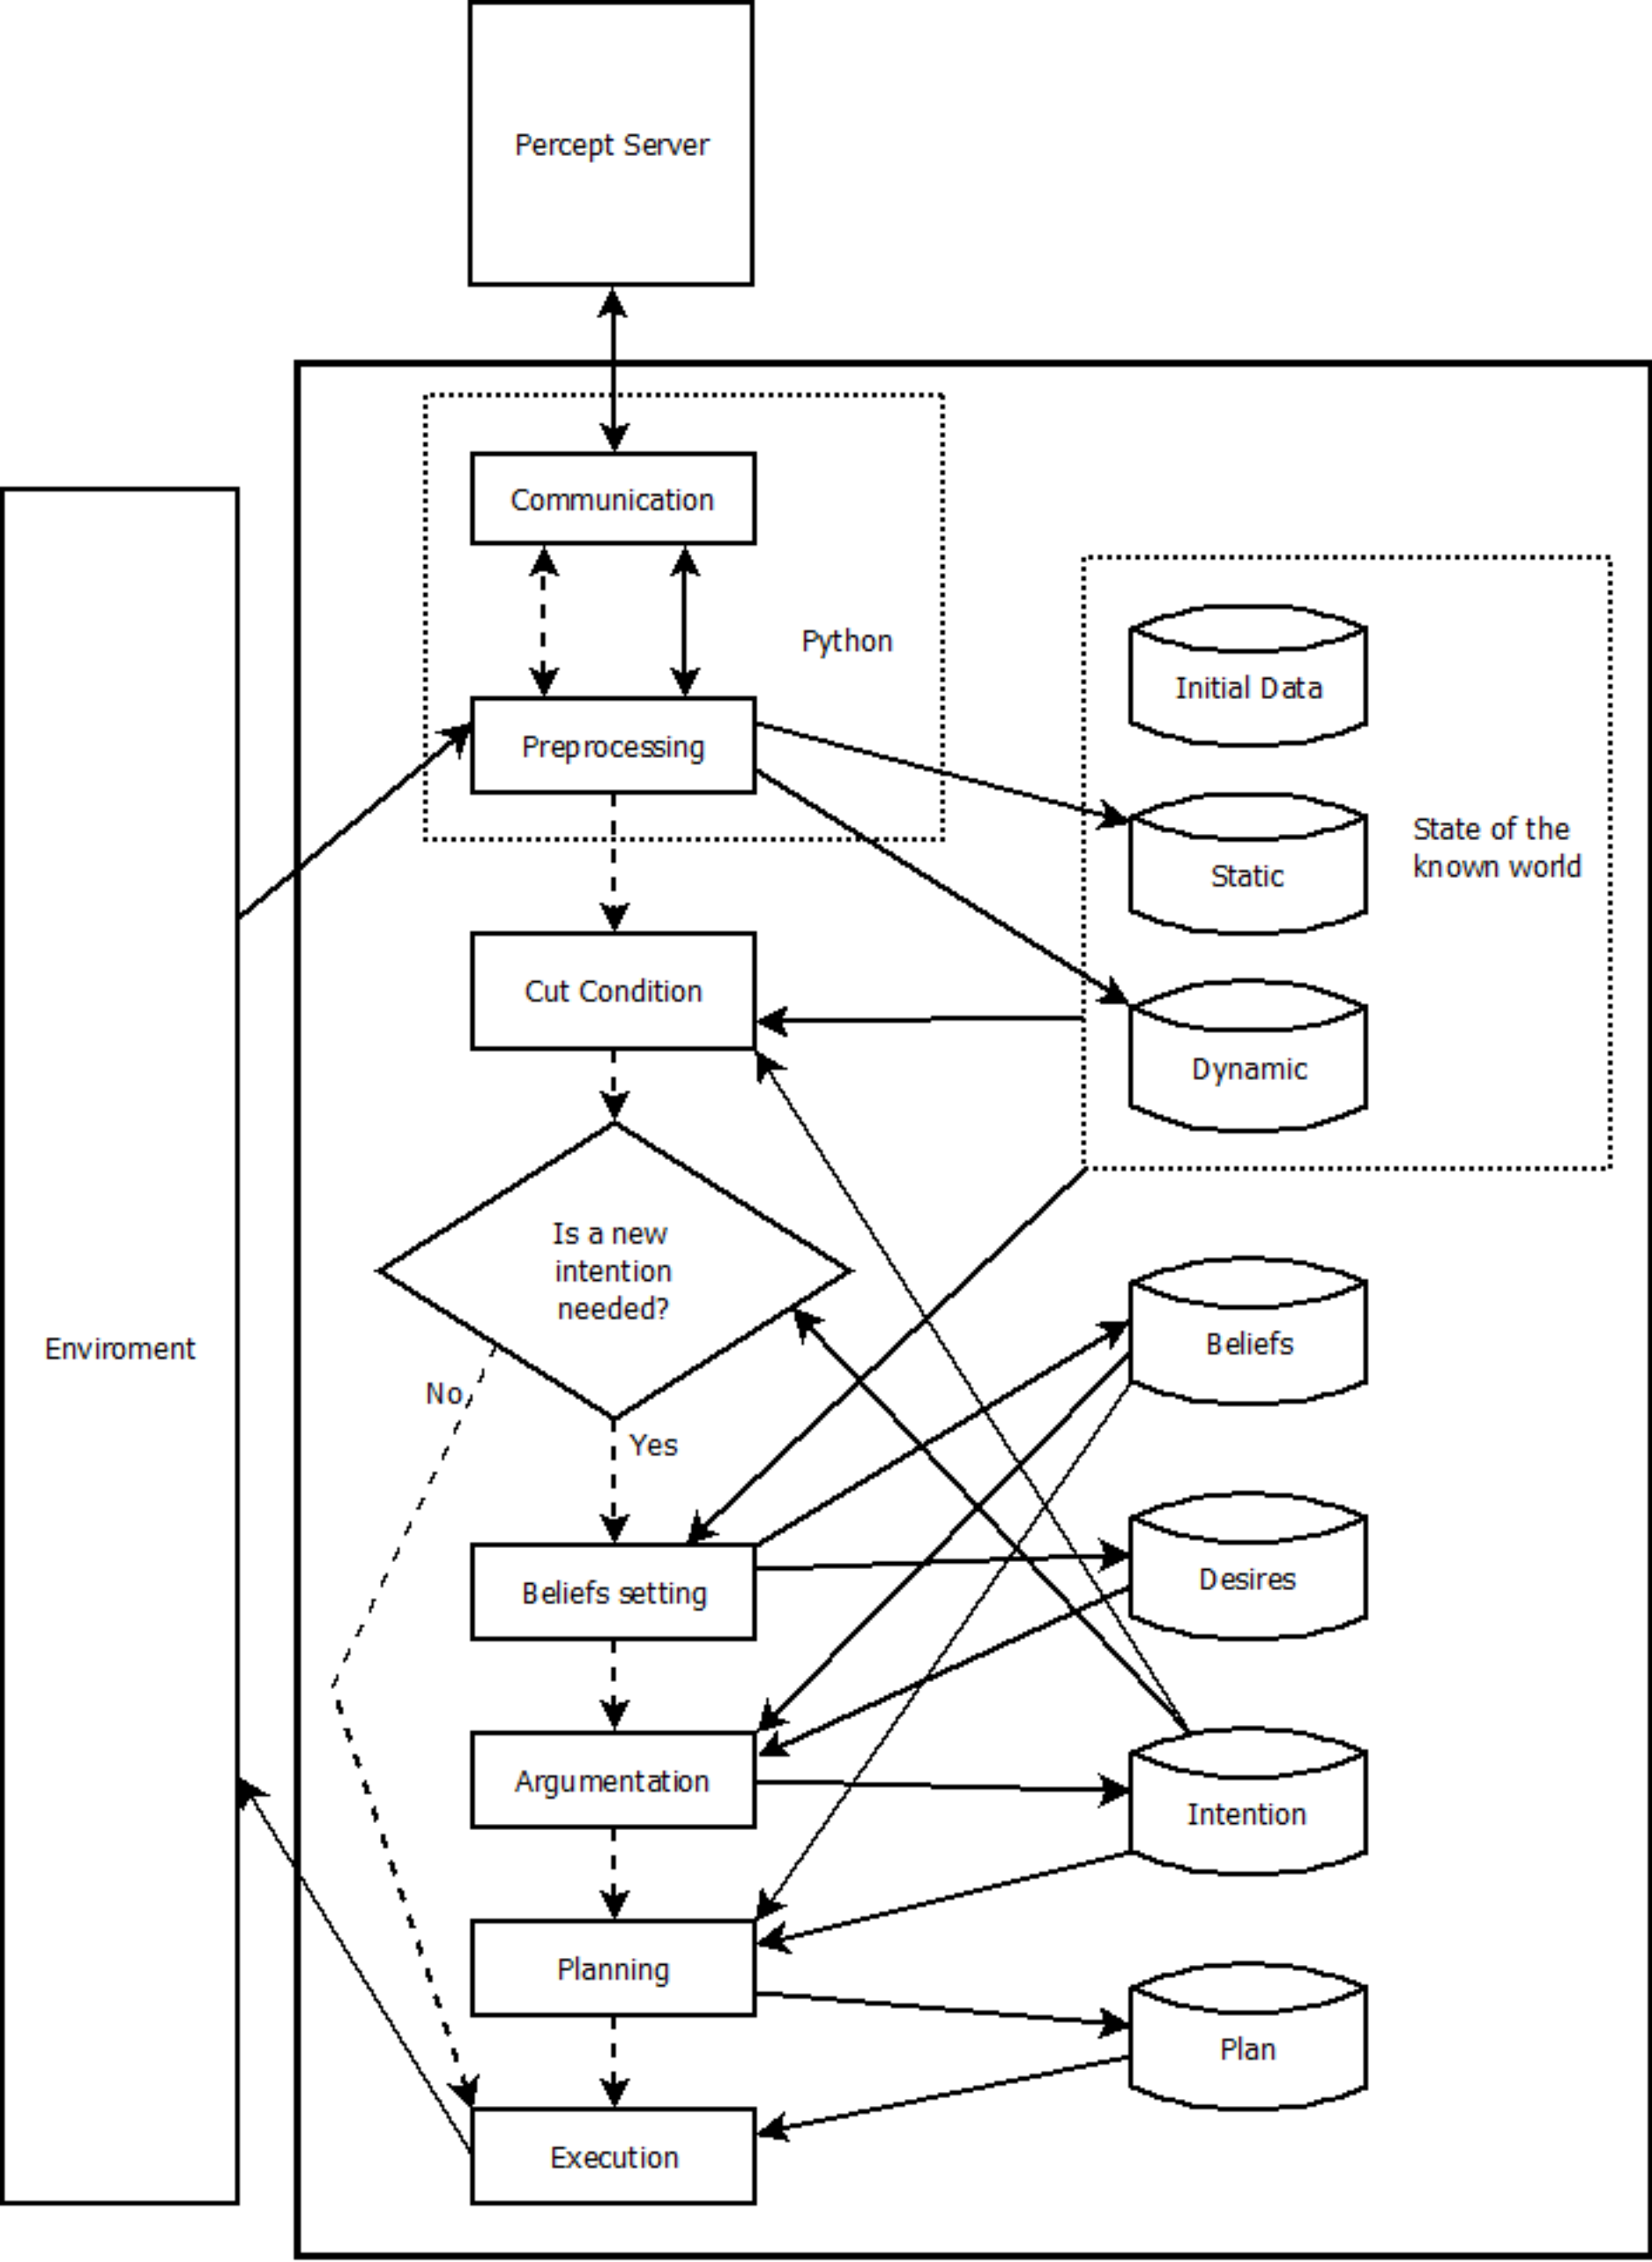 Percept Server
Communication
Python
Preprocessing
Initial Data
State of the
known world
Static
Cut Condition
Dynamic
Is a new
intention
needed?
Enviroment
Beliefs
No
Yes
Beliefs setting
Desires
Argumentation
Intention
Planning
Plan
Execution